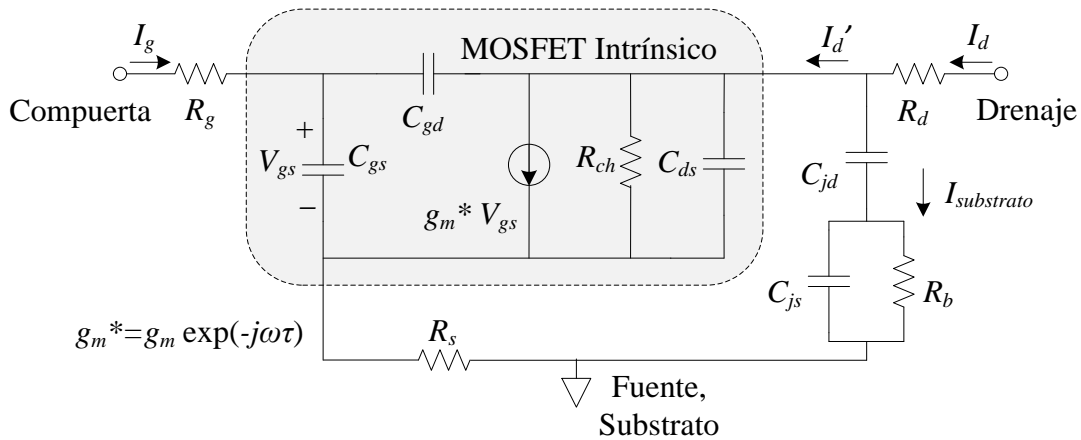 I_g
MOSFET Intrínsico
I_d'
I_d
Compuerta
R_g
C_gd
R_d
Drenaje
+
V_gs
C_gs
−
R_ch
C_ds
C_jd
g_m* V_gs
I_substrato
C_js
R_b
g_m*=g_m exp(-jωτ)
R_s
Fuente,
Substrato